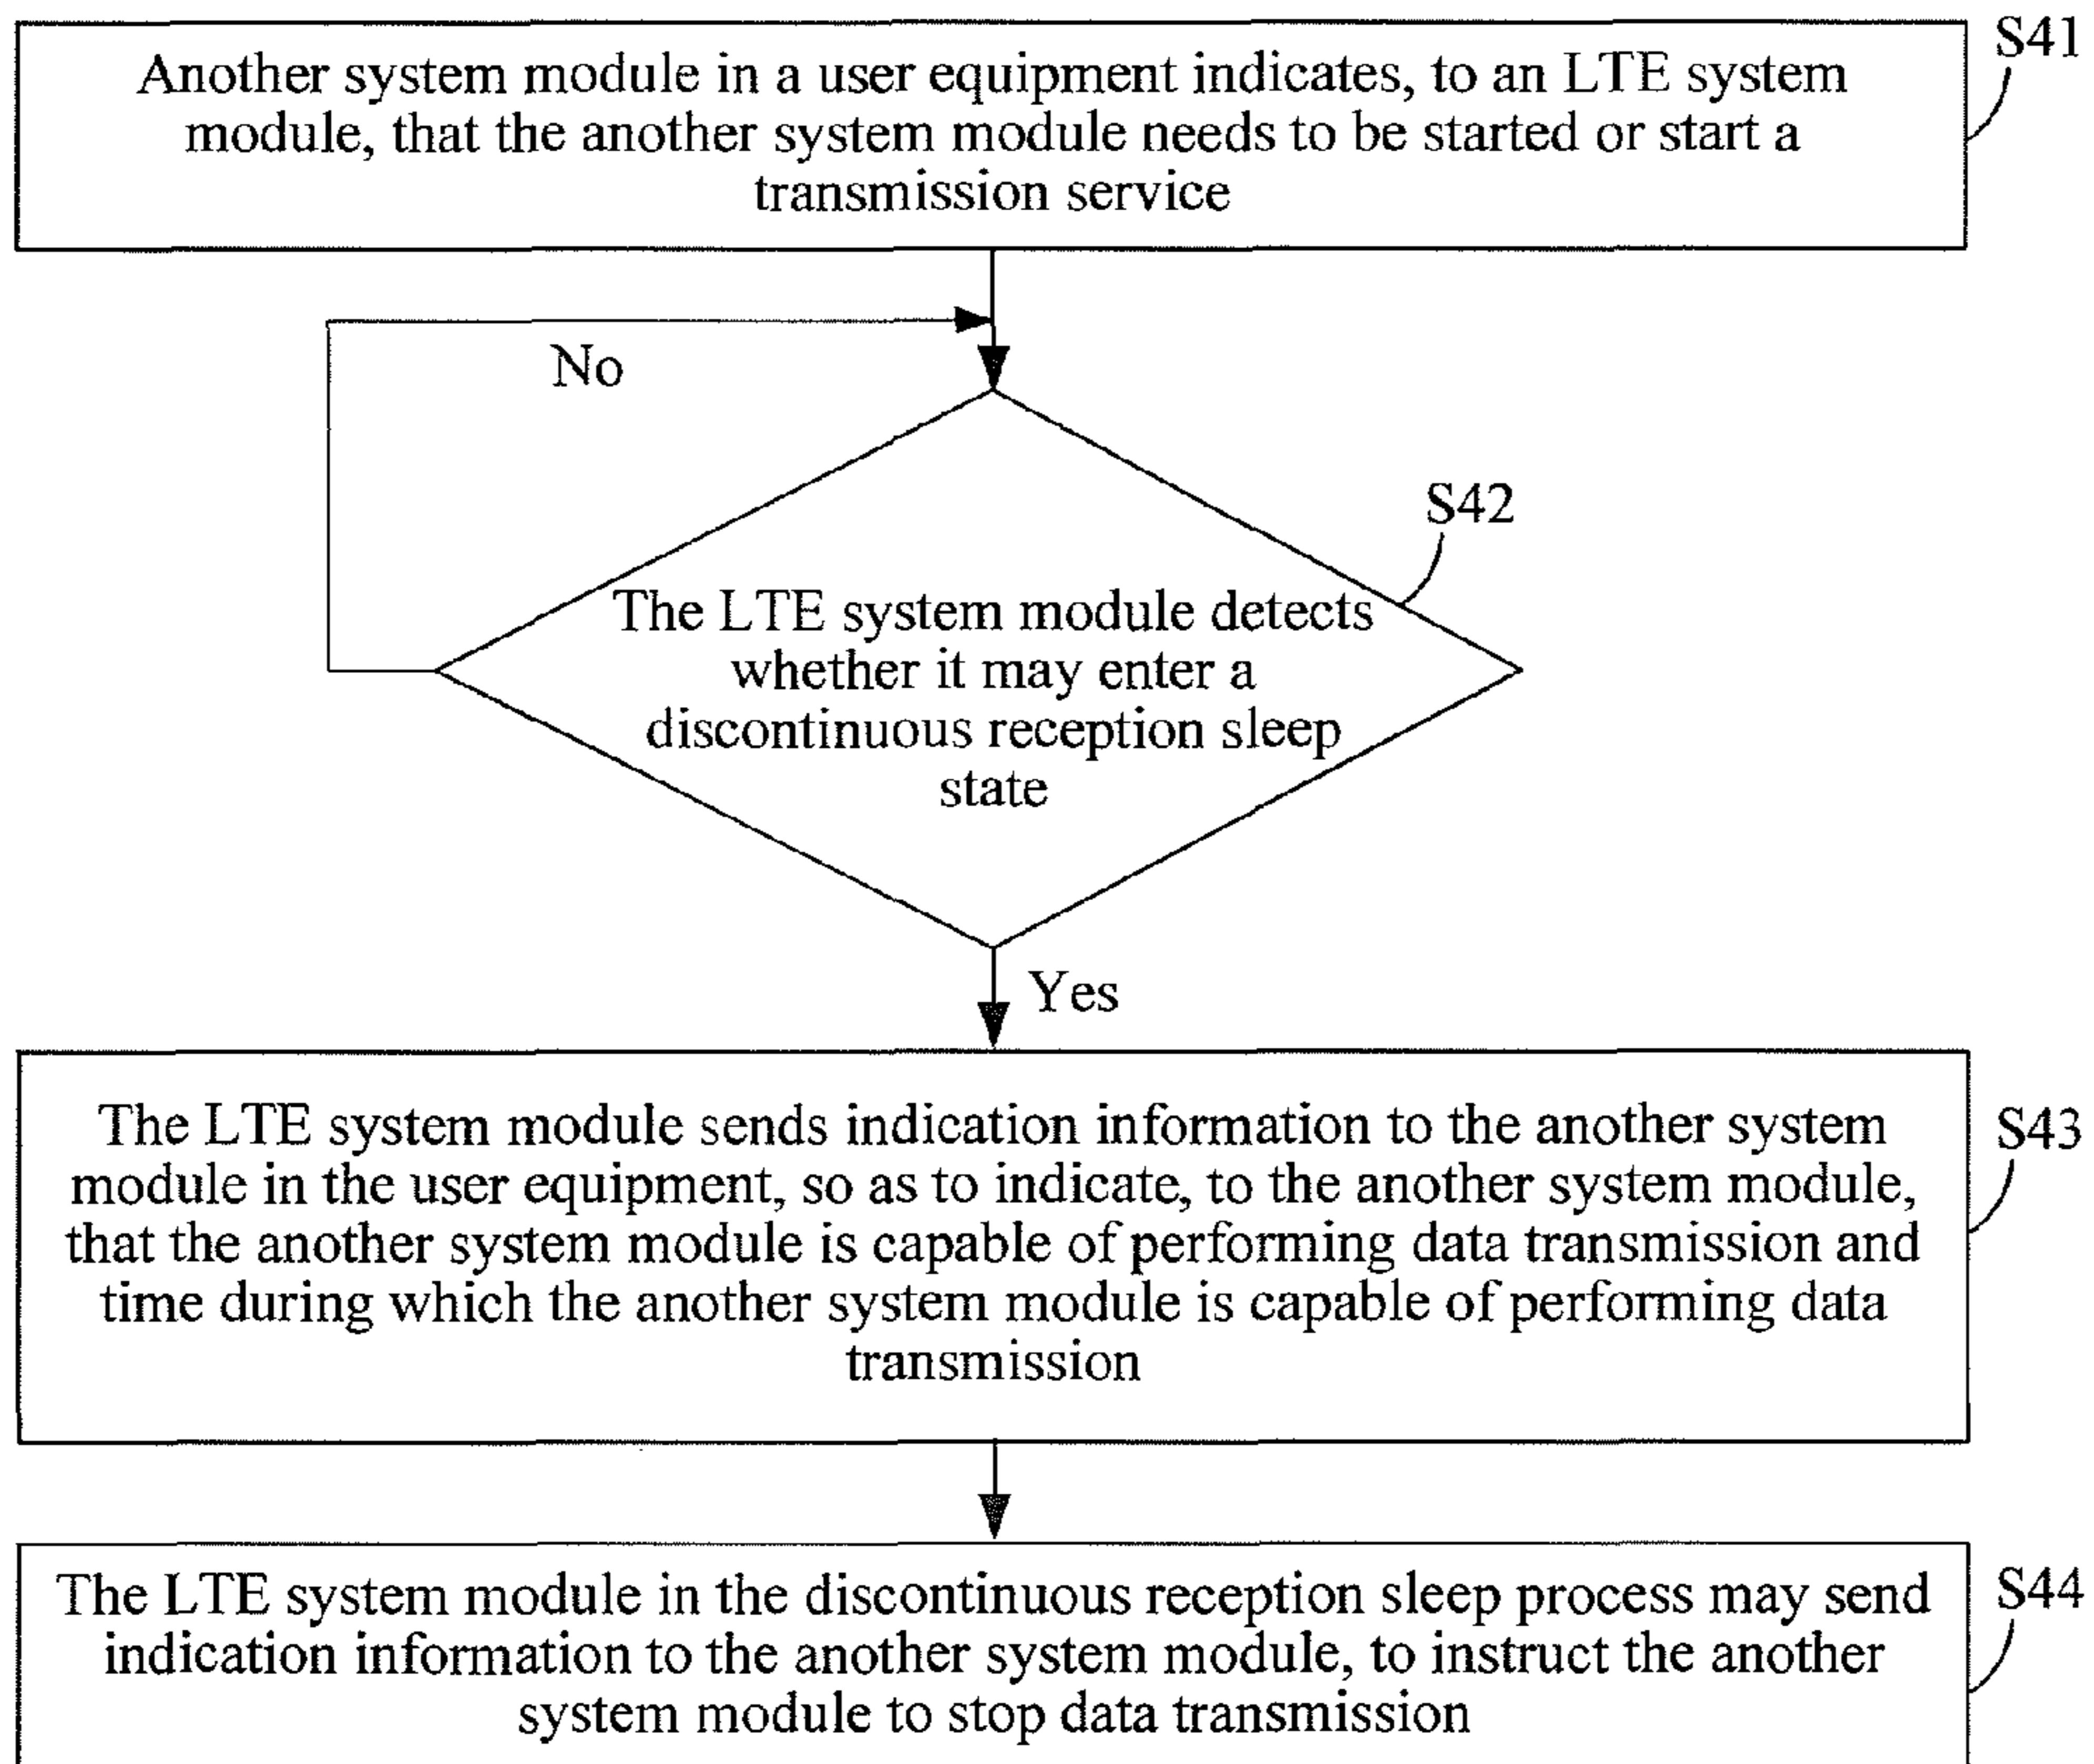 S41
Another system module in a user equipment indicates, to an LTE system
module, that the another system module needs to be started or start a
transmission service
No
S42
The LTE system module detects
whether it may enter a
discontinuous reception sleep
state
Yes
The LTE system module sends indication information to the another system
module in the user equipment, so as to indicate, to the another system module,
that the another system module is capable of performing data transmission and
time during which the another system module is capable of performing data
transmission
S43
The LTE system module in the discontinuous reception sleep process may send
indication information to the another system module, to instruct the another
system module to stop data transmission
S44